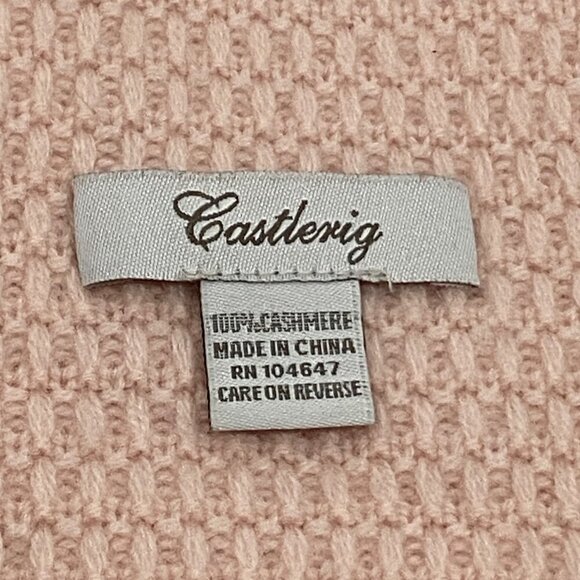 Castlerig
100% CASHMERE
MADE IN CHINA
RN 104647
CARE ON REVERSE